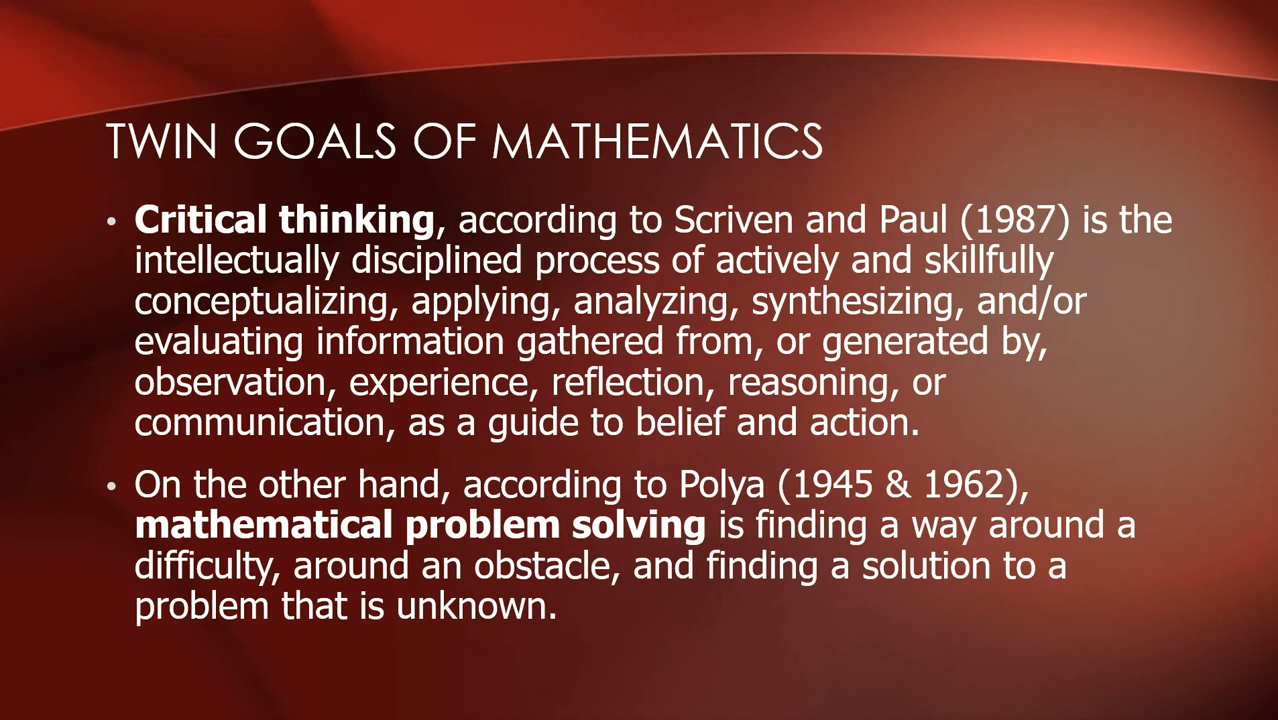 TWIN GOALS OF MATHEMATICS
• Critical thinking, according to Scriven and Paul (1987) is the
intellectually disciplined process of actively and skillfully
conceptualizing, applying, analyzing, synthesizing, and/or
evaluating information gathered from, or generated by,
observation, experience, reflection, reasoning, or
communication, as a guide to belief and action.
• On the other hand, according to Polya (1945 & 1962),
mathematical problem solving is finding a way around a
difficulty, around an obstacle, and finding a solution to a
problem that is unknown.